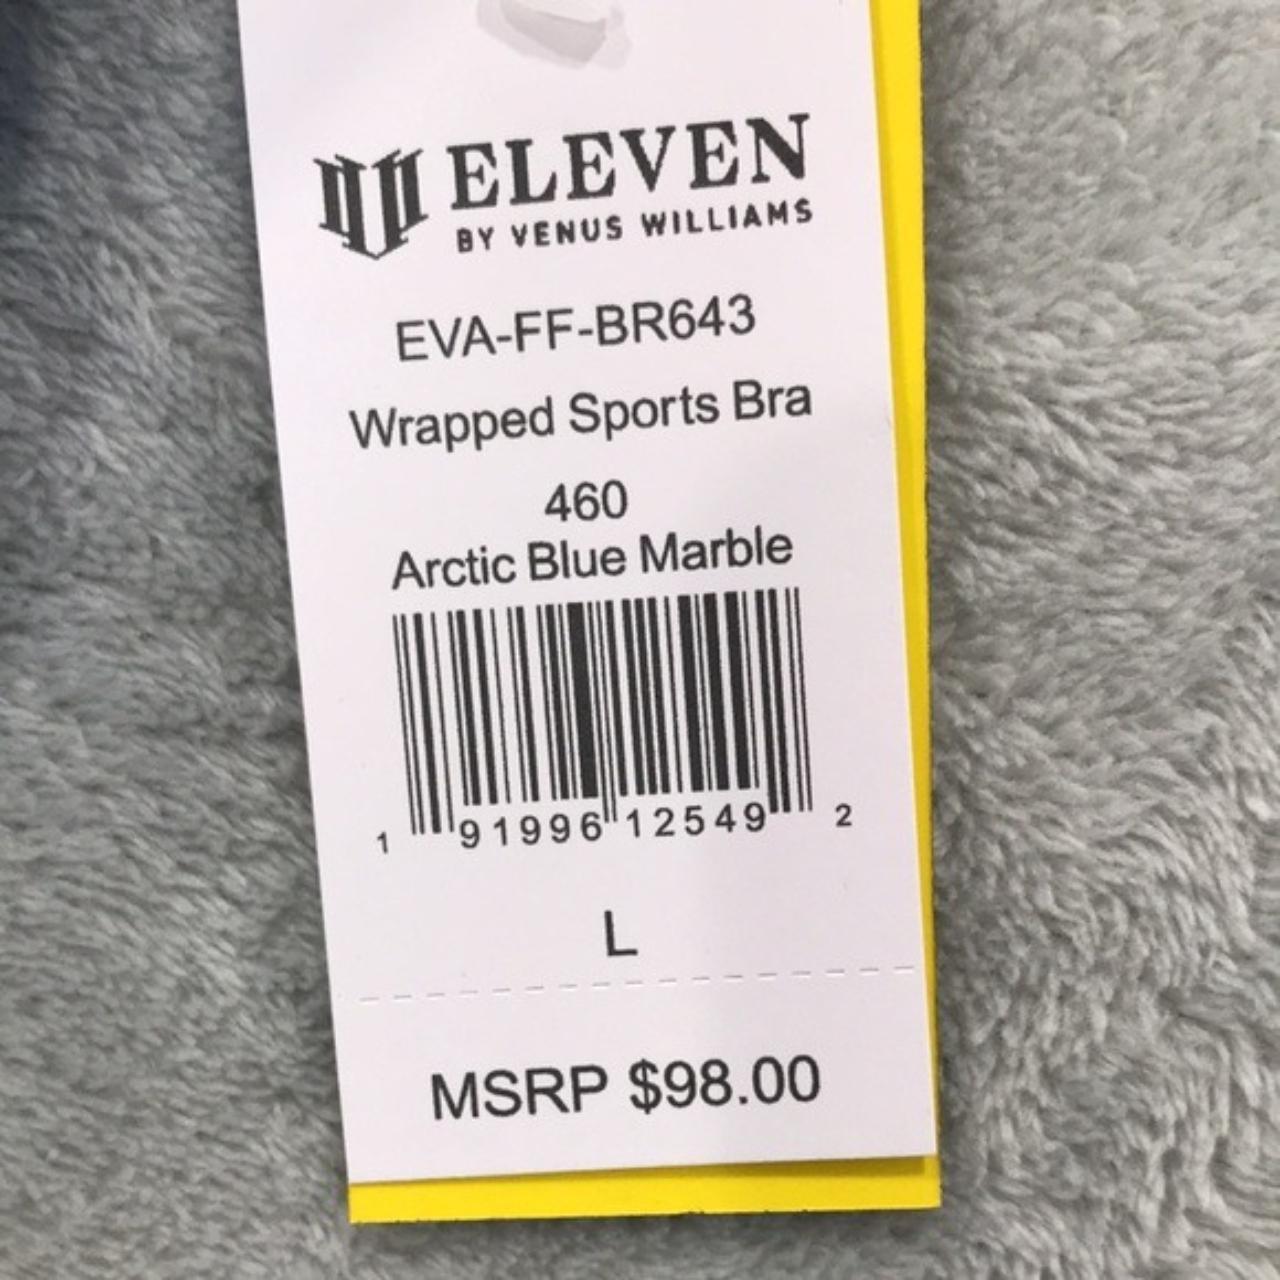 ELEVEN
BY VENUS WILLIAMS
EVA-FF-BR643
Wrapped Sports Bra
460
Arctic Blue Marble
1 91996 12549 2
L
MSRP $98.00